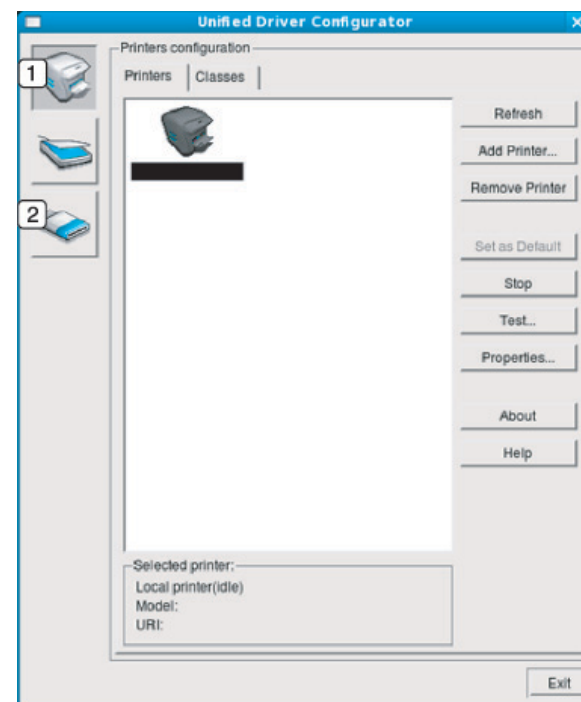 Unified Driver Configurator
1
2
Printers configuration
Printers
Classes
Refresh
Add Printer...
Remove Printer
Set as Default
Stop
Test...
Properties...
About
Help
Selected printer:
Local printer(idle)
Model:
URI:
Exit